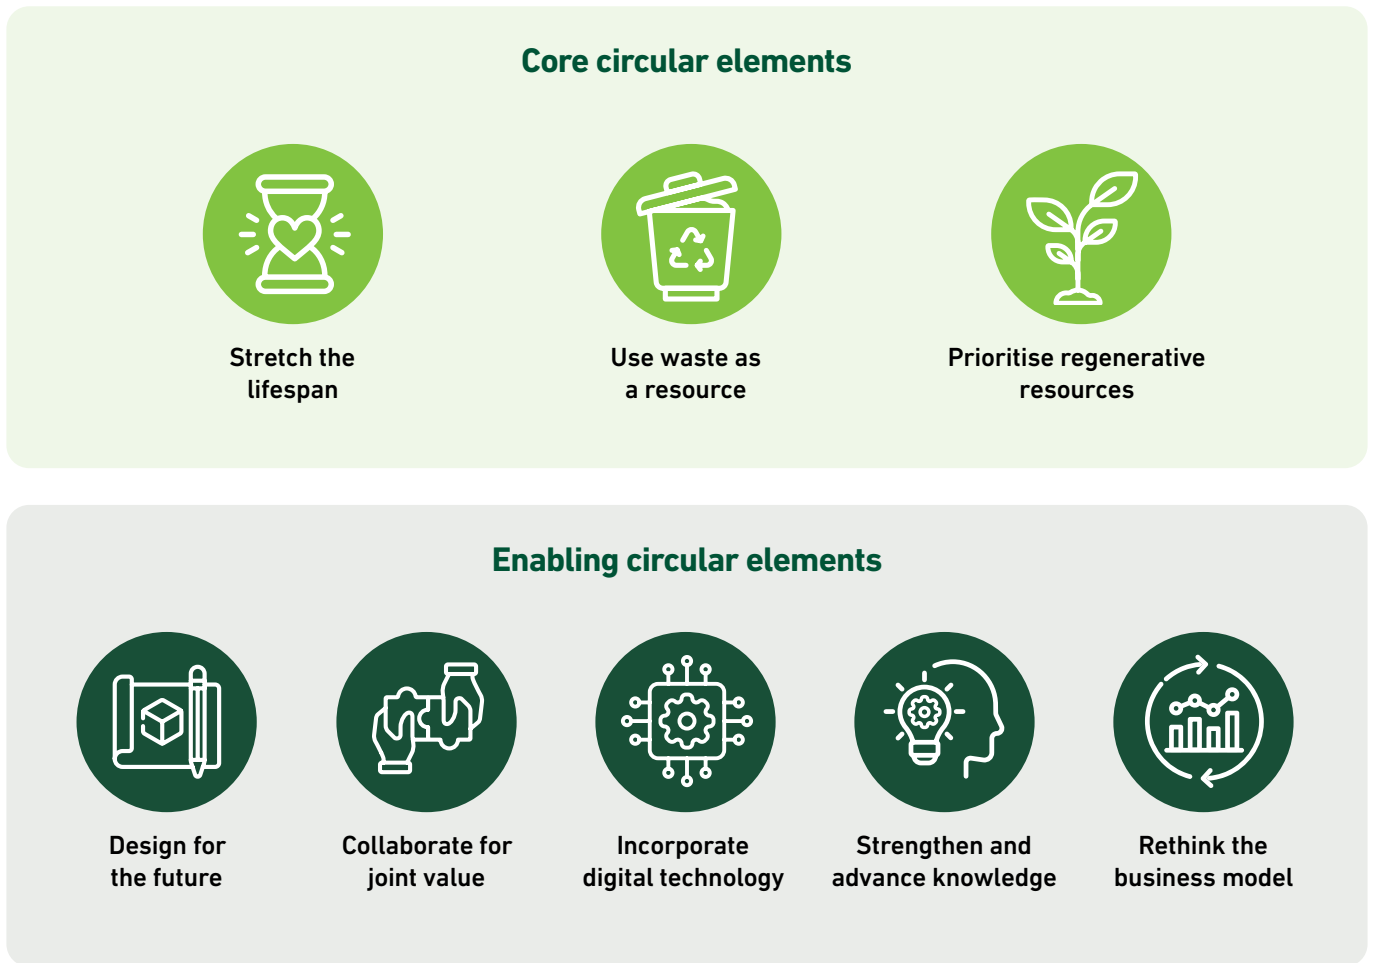 Core circular elements
Stretch the
lifespan
Use waste as
a resource
Prioritise regenerative
resources
Enabling circular elements
Design for
the future
Collaborate for
joint value
Incorporate
digital technology
Strengthen and
advance knowledge
Rethink the
business model